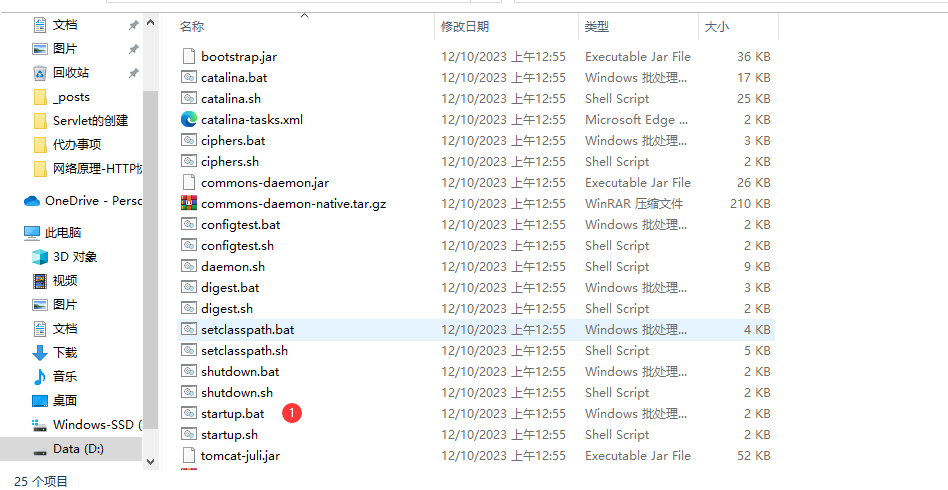 名称 修改日期 类型 大小
文档
图片
回收站
_posts
Servlet的创建
代办事项
网络原理-HTTP协
OneDrive - Perso
此电脑
3D 对象
视频
图片
文档
下载
音乐
桌面
Windows-SSD (
Data (D:)
bootstrap.jar 12/10/2023 上午12:55 Executable Jar File 36 KB
catalina.bat 12/10/2023 上午12:55 Windows 批处理... 17 KB
catalina.sh 12/10/2023 上午12:55 Shell Script 25 KB
catalina-tasks.xml 12/10/2023 上午12:55 Microsoft Edge ... 2 KB
ciphers.bat 12/10/2023 上午12:55 Windows 批处理... 3 KB
ciphers.sh 12/10/2023 上午12:55 Shell Script 2 KB
commons-daemon.jar 12/10/2023 上午12:55 Executable Jar File 26 KB
commons-daemon-native.tar.gz 12/10/2023 上午12:55 WinRAR 压缩文件 210 KB
configtest.bat 12/10/2023 上午12:55 Windows 批处理... 2 KB
configtest.sh 12/10/2023 上午12:55 Shell Script 2 KB
daemon.sh 12/10/2023 上午12:55 Shell Script 9 KB
digest.bat 12/10/2023 上午12:55 Windows 批处理... 3 KB
digest.sh 12/10/2023 上午12:55 Shell Script 2 KB
setclasspath.bat 12/10/2023 上午12:55 Windows 批处理... 4 KB
setclasspath.sh 12/10/2023 上午12:55 Shell Script 5 KB
shutdown.bat 12/10/2023 上午12:55 Windows 批处理... 2 KB
shutdown.sh 12/10/2023 上午12:55 Shell Script 2 KB
startup.bat 1 12/10/2023 上午12:55 Windows 批处理... 2 KB
startup.sh 12/10/2023 上午12:55 Shell Script 2 KB
tomcat-juli.jar 12/10/2023 上午12:55 Executable Jar File 52 KB
25 个项目